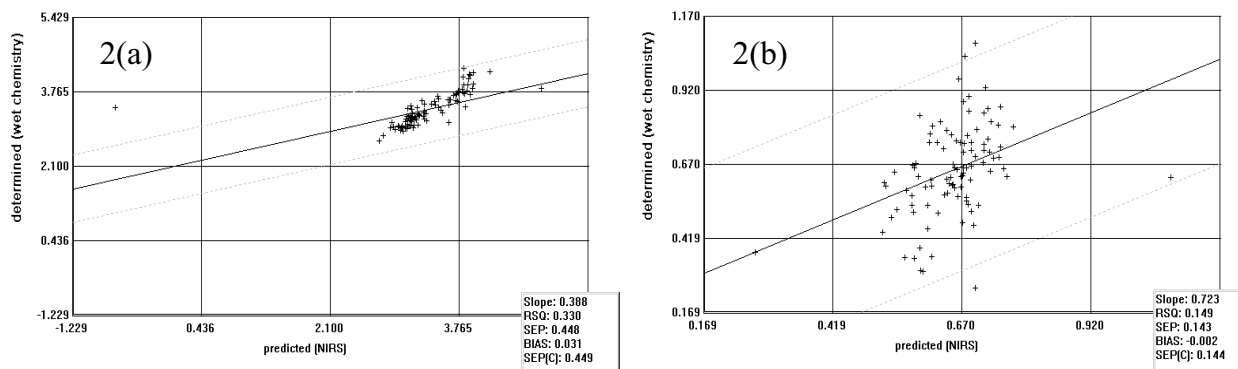 5.429
2(a)
3.765
2.100
0.436
-1.229
determined (wet chemistry)
-1.229 0.436 2.100 3.765
predicted (NIRS)
Slope: 0.388
RSQ: 0.330
SEP: 0.448
BIAS: 0.031
SEP(C): 0.449
1.170
2(b)
0.920
0.670
0.419
0.169
determined (wet chemistry)
0.169 0.419 0.670 0.920
predicted (NIRS)
Slope: 0.723
RSQ: 0.149
SEP: 0.143
BIAS: -0.002
SEP(C): 0.144